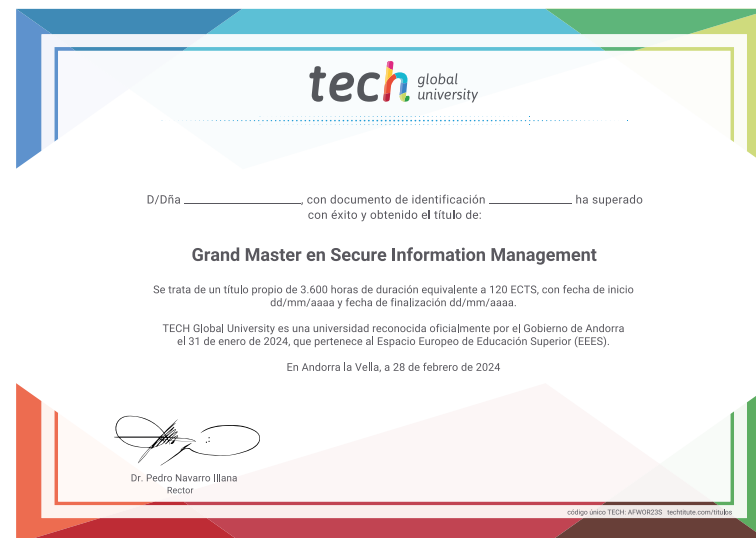 tech global
university
D/Dña ____________________, con documento de identificación ______________ ha superado
con éxito y obtenido el título de:
Grand Master en Secure Information Management
Se trata de un título propio de 3.600 horas de duración equivalente a 120 ECTS, con fecha de inicio
dd/mm/aaaa y fecha de finalización dd/mm/aaaa.
TECH Global University es una universidad reconocida oficialmente por el Gobierno de Andorra
el 31 de enero de 2024, que pertenece al Espacio Europeo de Educación Superior (EEES).
En Andorra la Vella, a 28 de febrero de 2024
Dr. Pedro Navarro Illana
Rector
código único TECH: AFWOR23S techtitute.com/titulos